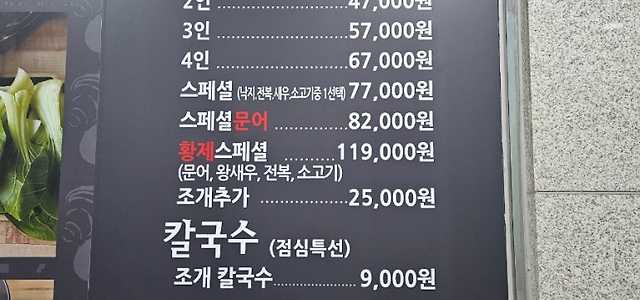 2인 47,000원
3인 ............................ 57,000원
4인 ............................ 67,000원
스페셜 (낙지,전복,새우,소고기중 1선택) 77,000원
스페셜문어 ................ 82,000원
황제스페셜 ........... 119,000원
(문어, 왕새우, 전복, 소고기)
조개추가 ................... 25,000원
칼국수 (점심특선)
조개 칼국수 .................. 9,000원